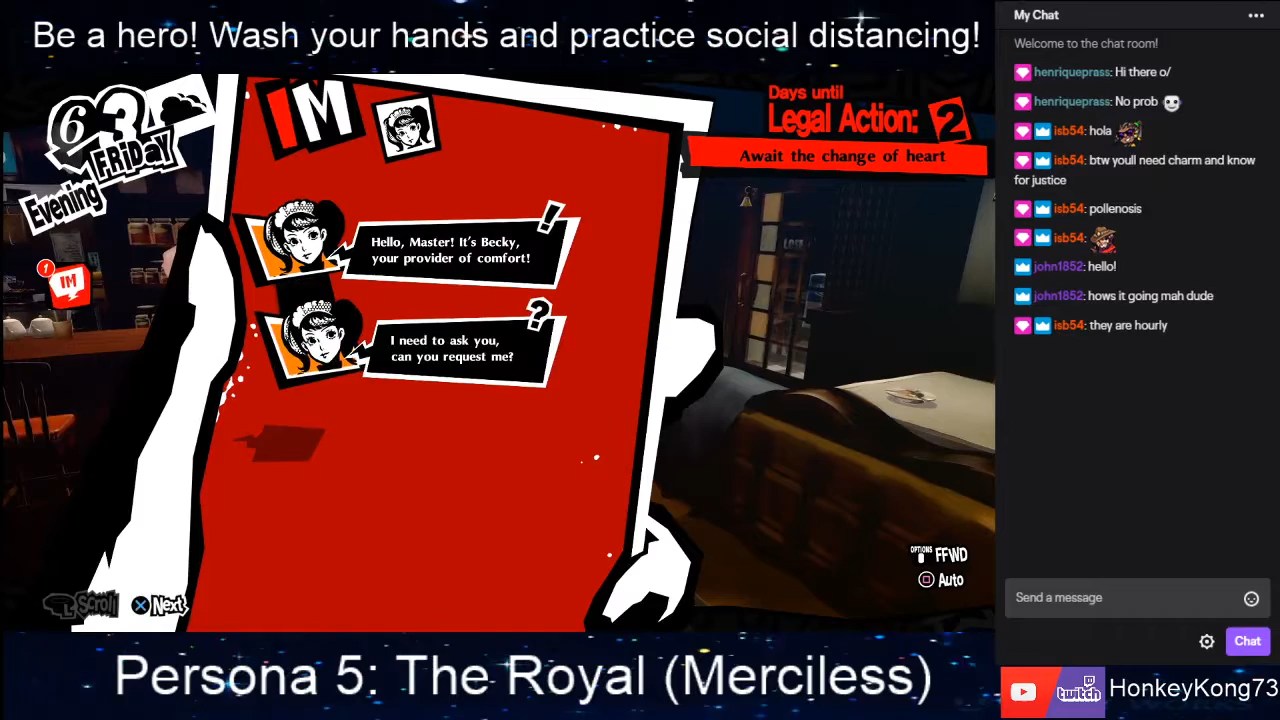 Be a hero! Wash your hands and practice social distancing!
6/3
FRIDAY
Evening
1
IM
IM
Days until
Legal Action: 2
Await the change of heart
Hello, Master! It's Becky,
your provider of comfort!
!
I need to ask you,
can you request me?
?
OPTIONS FFWD
Auto
L Scroll
Next
Persona 5: The Royal (Merciless)
My Chat
Welcome to the chat room!
henriqueprass: Hi there o/
henriqueprass: No prob
isb54: hola
isb54: btw youll need charm and know
for justice
isb54: pollenosis
isb54:
john1852: hello!
john1852: hows it going mah dude
isb54: they are hourly
Send a message
Chat
twitch
HonkeyKong73